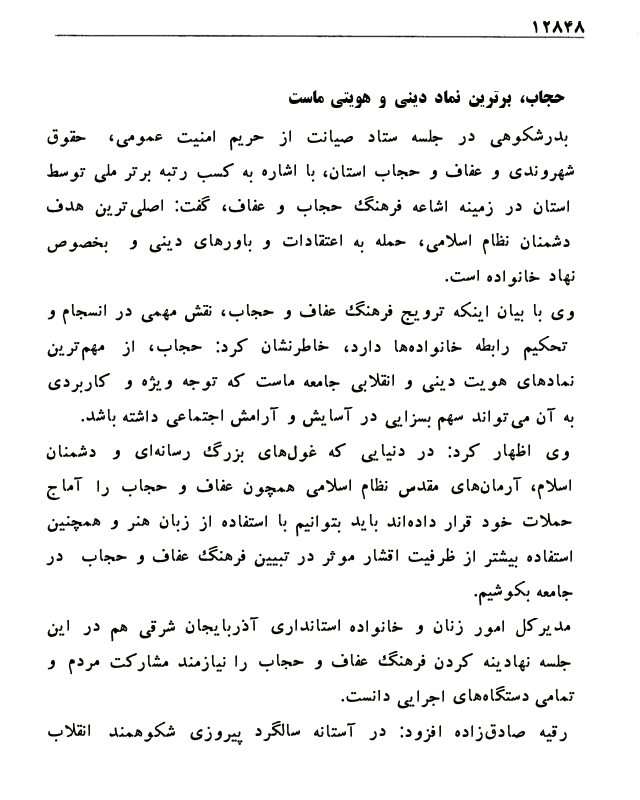 ۱۲۸۴۸
حجاب، برترین نماد دینی و هویتی ماست
بدرشکوهی در جلسه ستاد صیانت از حریم امنیت عمومی، حقوق
شهروندی و عفاف و حجاب استان، با اشاره به کسب رتبه برتر ملی توسط
استان در زمینه اشاعه فرهنگ حجاب و عفاف، گفت: اصلی‌ترین هدف
دشمنان نظام اسلامی، حمله به اعتقادات و باورهای دینی و بخصوص
نهاد خانواده است.
وی با بیان اینکه ترویج فرهنگ عفاف و حجاب، نقش مهمی در انسجام و
تحکیم رابطه خانواده‌ها دارد، خاطرنشان کرد: حجاب، از مهم‌ترین
نمادهای هویت دینی و انقلابی جامعه ماست که توجه ویژه و کاربردی
به آن می‌تواند سهم بسزایی در آسایش و آرامش اجتماعی داشته باشد.
وی اظهار کرد: در دنیایی که غول‌های بزرگ رسانه‌ای و دشمنان
اسلام، آرمان‌های مقدس نظام اسلامی همچون عفاف و حجاب را آماج
حملات خود قرار داده‌اند باید بتوانیم با استفاده از زبان هنر و همچنین
استفاده بیشتر از ظرفیت اقشار موثر در تبیین فرهنگ عفاف و حجاب در
جامعه بکوشیم.
مدیرکل امور زنان و خانواده استانداری آذربایجان شرقی هم در این
جلسه نهادینه کردن فرهنگ عفاف و حجاب را نیازمند مشارکت مردم و
تمامی دستگاه‌های اجرایی دانست.
رقیه صادق‌زاده افزود: در آستانه سالگرد پیروزی شکوهمند انقلاب